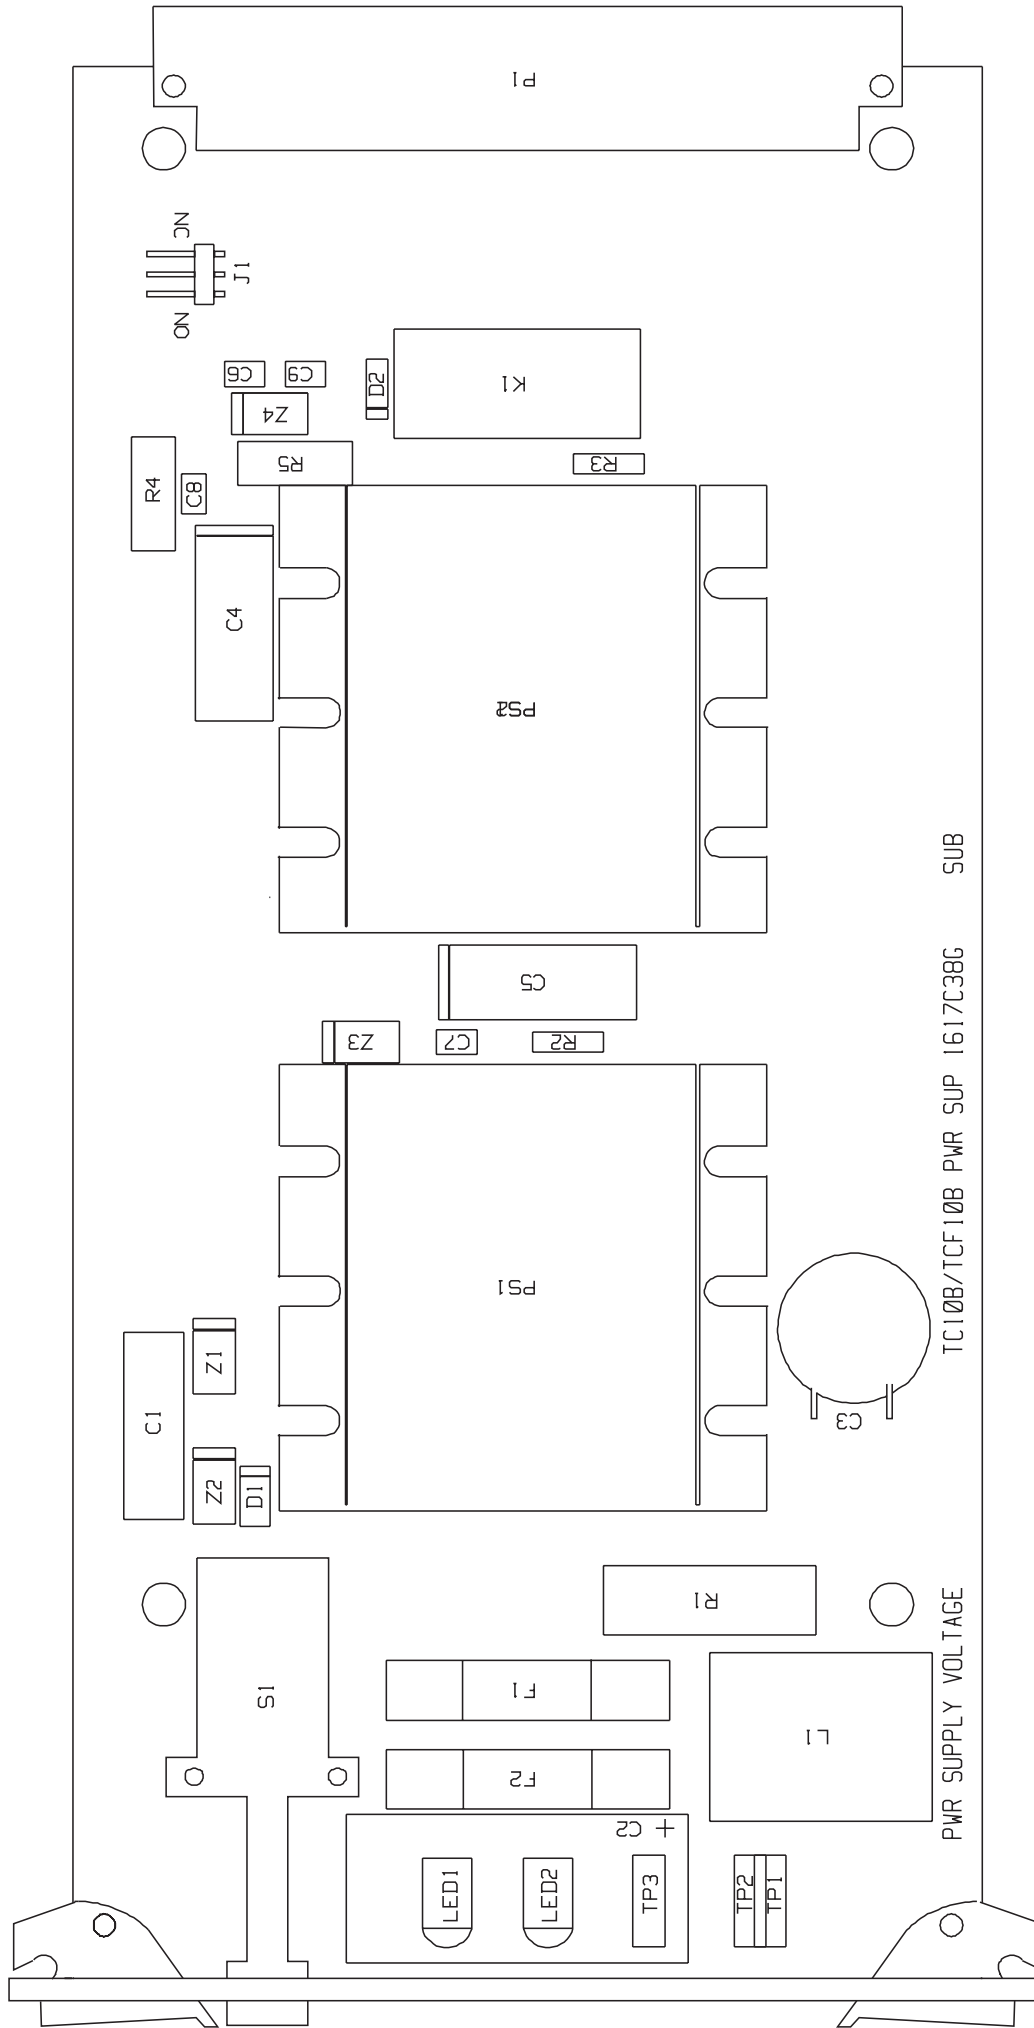 P1
NC
J1
NO
C6
C9
D2
K1
Z4
R5
R3
R4
C8
C4
PS2
SUB
C5
Z3
C7
R2
TC10B/TCF10B PWR SUP 1617C38G
PS1
Z1
C1
C3
Z2
D1
R1
PWR SUPPLY VOLTAGE
S1
F1
L1
F2
C2 +
LED1
LED2
TP3
TP2
TP1